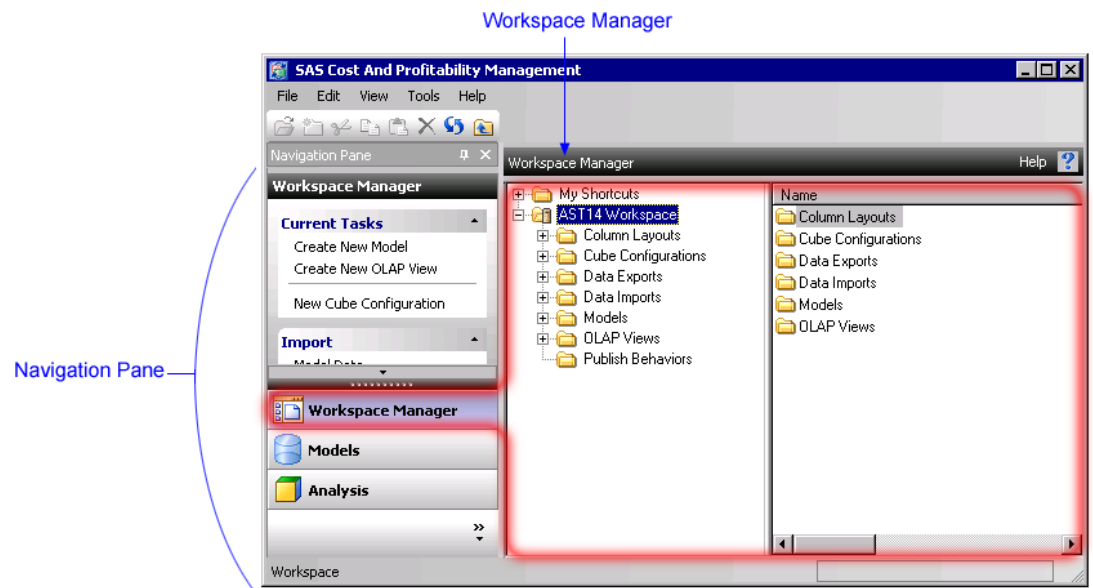 Workspace Manager
SAS Cost And Profitability Management
File Edit View Tools Help
Navigation Pane
Workspace Manager
Help ?
Workspace Manager
Current Tasks
Create New Model
Create New OLAP View
New Cube Configuration
Import
Model Data
Workspace Manager
Models
Analysis
»
Workspace
My Shortcuts
AST14 Workspace
Column Layouts
Cube Configurations
Data Exports
Data Imports
Models
OLAP Views
Publish Behaviors
Name
Column Layouts
Cube Configurations
Data Exports
Data Imports
Models
OLAP Views
Navigation Pane